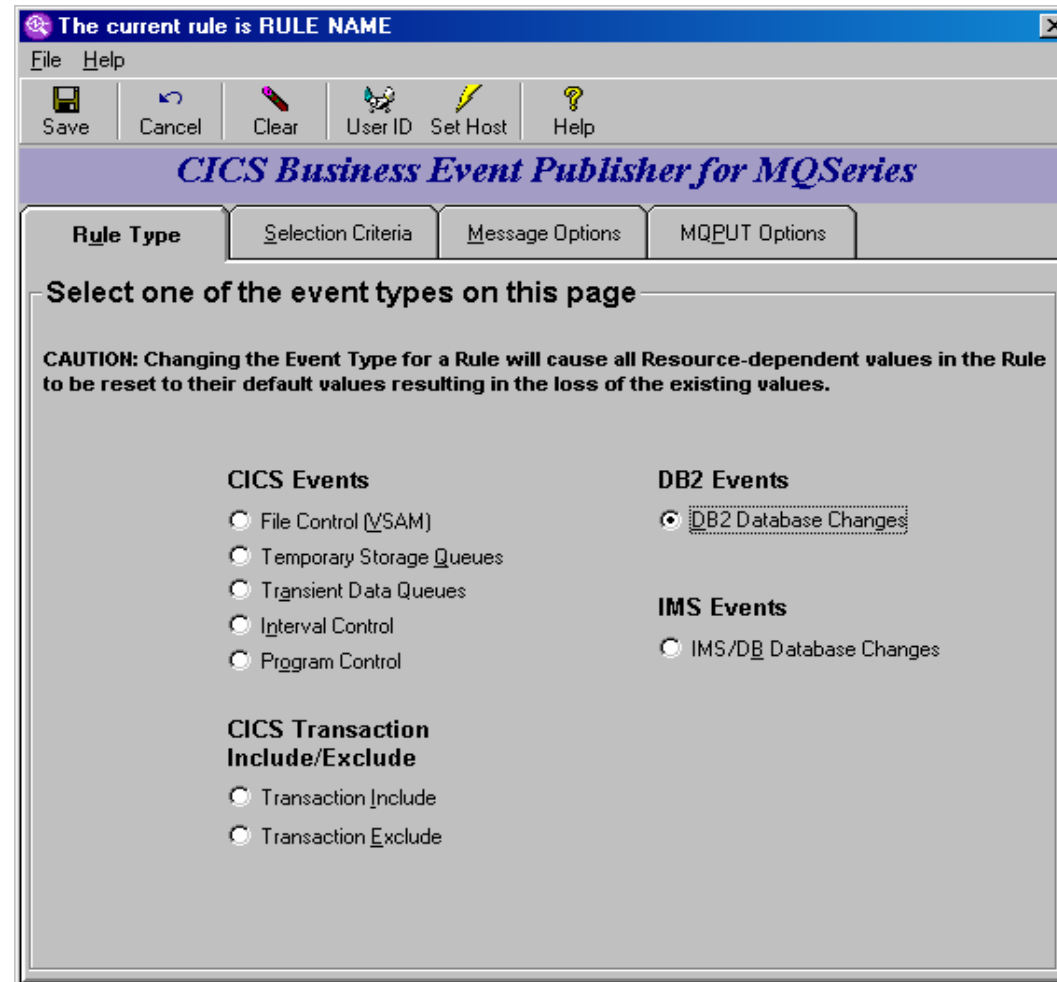 The current rule is RULE NAME
File Help
Save Cancel Clear User ID Set Host Help
CICS Business Event Publisher for MQSeries
Rule Type Selection Criteria Message Options MQPUT Options
Select one of the event types on this page
CAUTION: Changing the Event Type for a Rule will cause all Resource-dependent values in the Rule
to be reset to their default values resulting in the loss of the existing values.
CICS Events
File Control (VSAM)
Temporary Storage Queues
Transient Data Queues
Interval Control
Program Control
CICS Transaction
Include/Exclude
Transaction Include
Transaction Exclude
DB2 Events
DB2 Database Changes
IMS Events
IMS/DB Database Changes